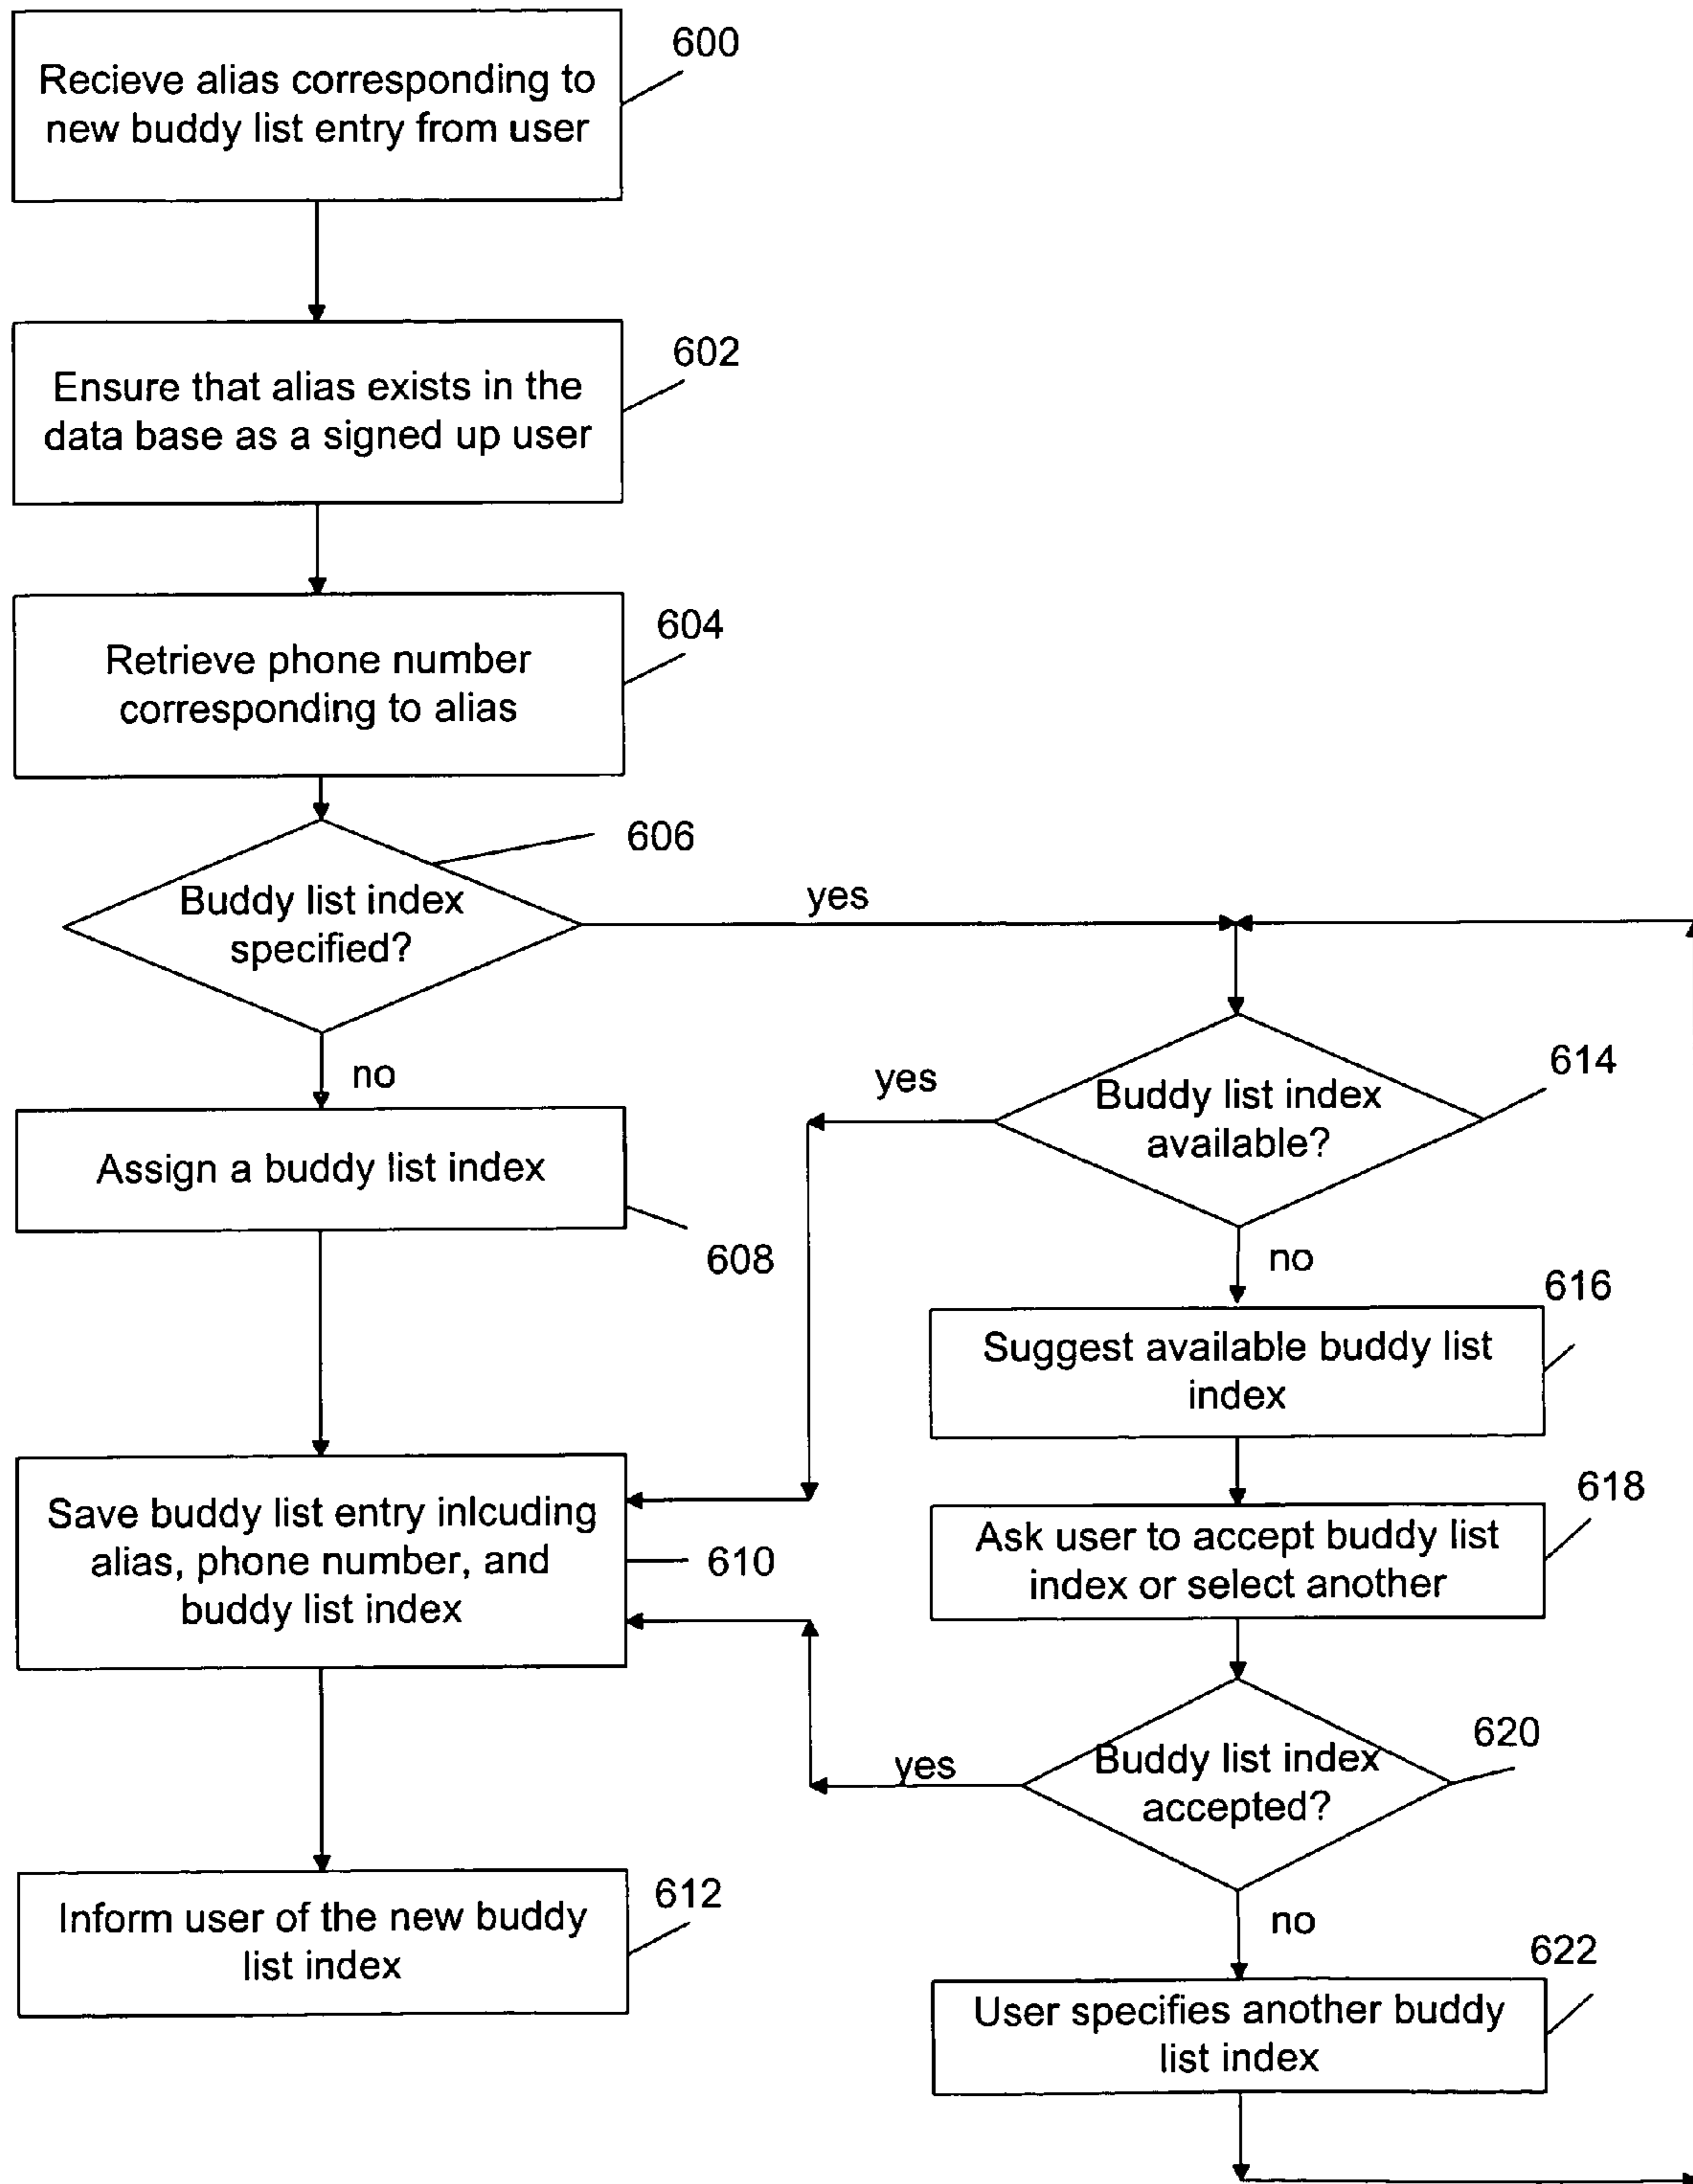 600
Recieve alias corresponding to
new buddy list entry from user
602
Ensure that alias exists in the
data base as a signed up user
604
Retrieve phone number
corresponding to alias
606
Buddy list index
specified?
yes
no
Assign a buddy list index
608
614
Buddy list index
available?
yes
no
616
Suggest available buddy list
index
618
Ask user to accept buddy list
index or select another
Save buddy list entry inlcuding
alias, phone number, and
buddy list index
610
620
Buddy list index
accepted?
yes
no
612
Inform user of the new buddy
list index
622
User specifies another buddy
list index